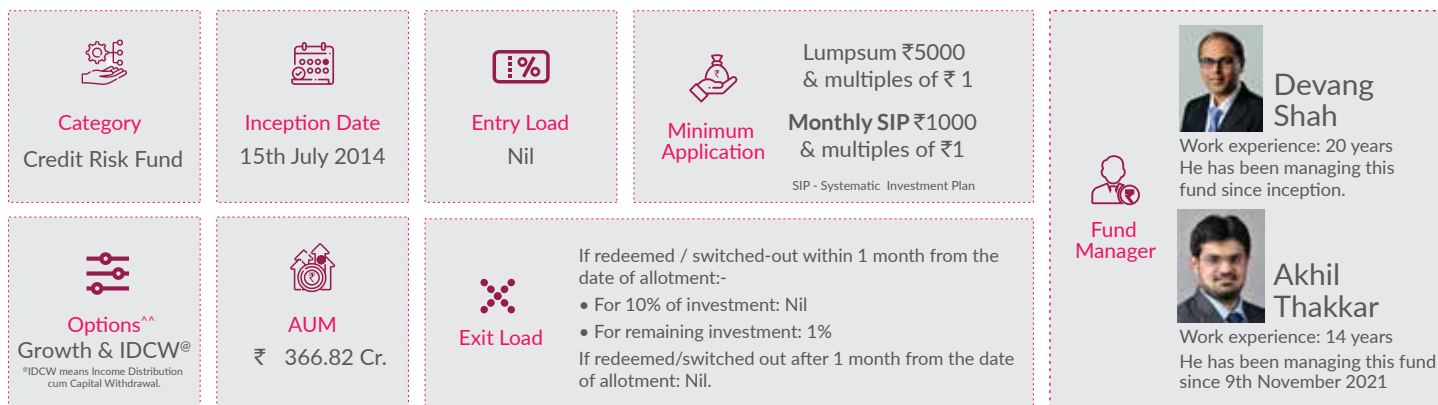 Category
Credit Risk Fund
Inception Date
15th July 2014
%
Entry Load
Nil
₹
Minimum
Application
Lumpsum ₹5000
& multiples of ₹ 1
Monthly SIP ₹1000
& multiples of ₹1
SIP - Systematic Investment Plan
Options^^
Growth & IDCW@
@IDCW means Income Distribution
cum Capital Withdrawal.
₹
AUM
₹ 366.82 Cr.
Exit Load
If redeemed / switched-out within 1 month from the
date of allotment:-
• For 10% of investment: Nil
• For remaining investment: 1%
If redeemed/switched out after 1 month from the date
of allotment: Nil.
₹
Fund
Manager
Devang
Shah
Work experience: 20 years
He has been managing this
fund since inception.
Akhil
Thakkar
Work experience: 14 years
He has been managing this fund
since 9th November 2021